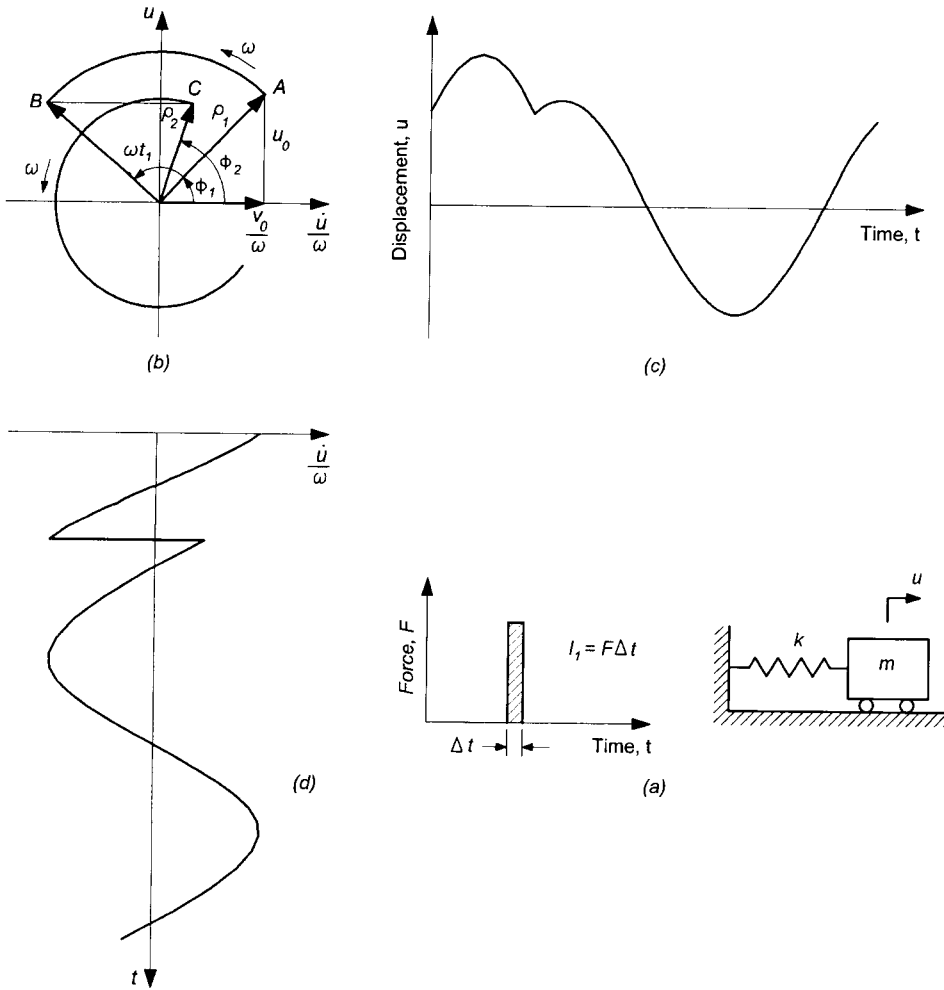 u
ω
B
C
A
ρ2
ρ1
u0
ωt1
ϕ2
ω
ϕ1
v0/ω
u̇/ω
(b)
Displacement, u
Time, t
(c)
u̇/ω
(d)
t
Force, F
I1 = FΔt
Δt
Time, t
(a)
u
k
m